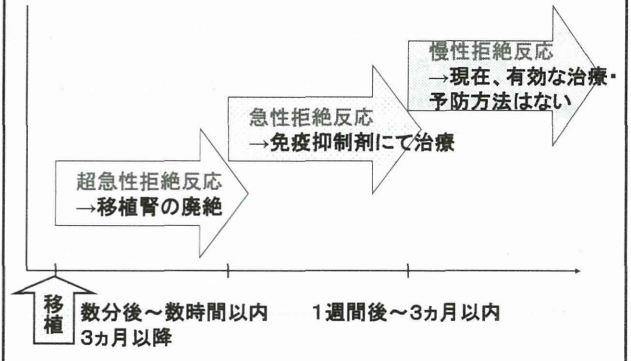 慢性拒絶反応
→現在、有効な治療・
予防方法はない
急性拒絶反応
→免疫抑制剤にて治療
超急性拒絶反応
→移植腎の廃絶
移植
数分後～数時間以内 1週間後～3ヵ月以内
3ヵ月以降